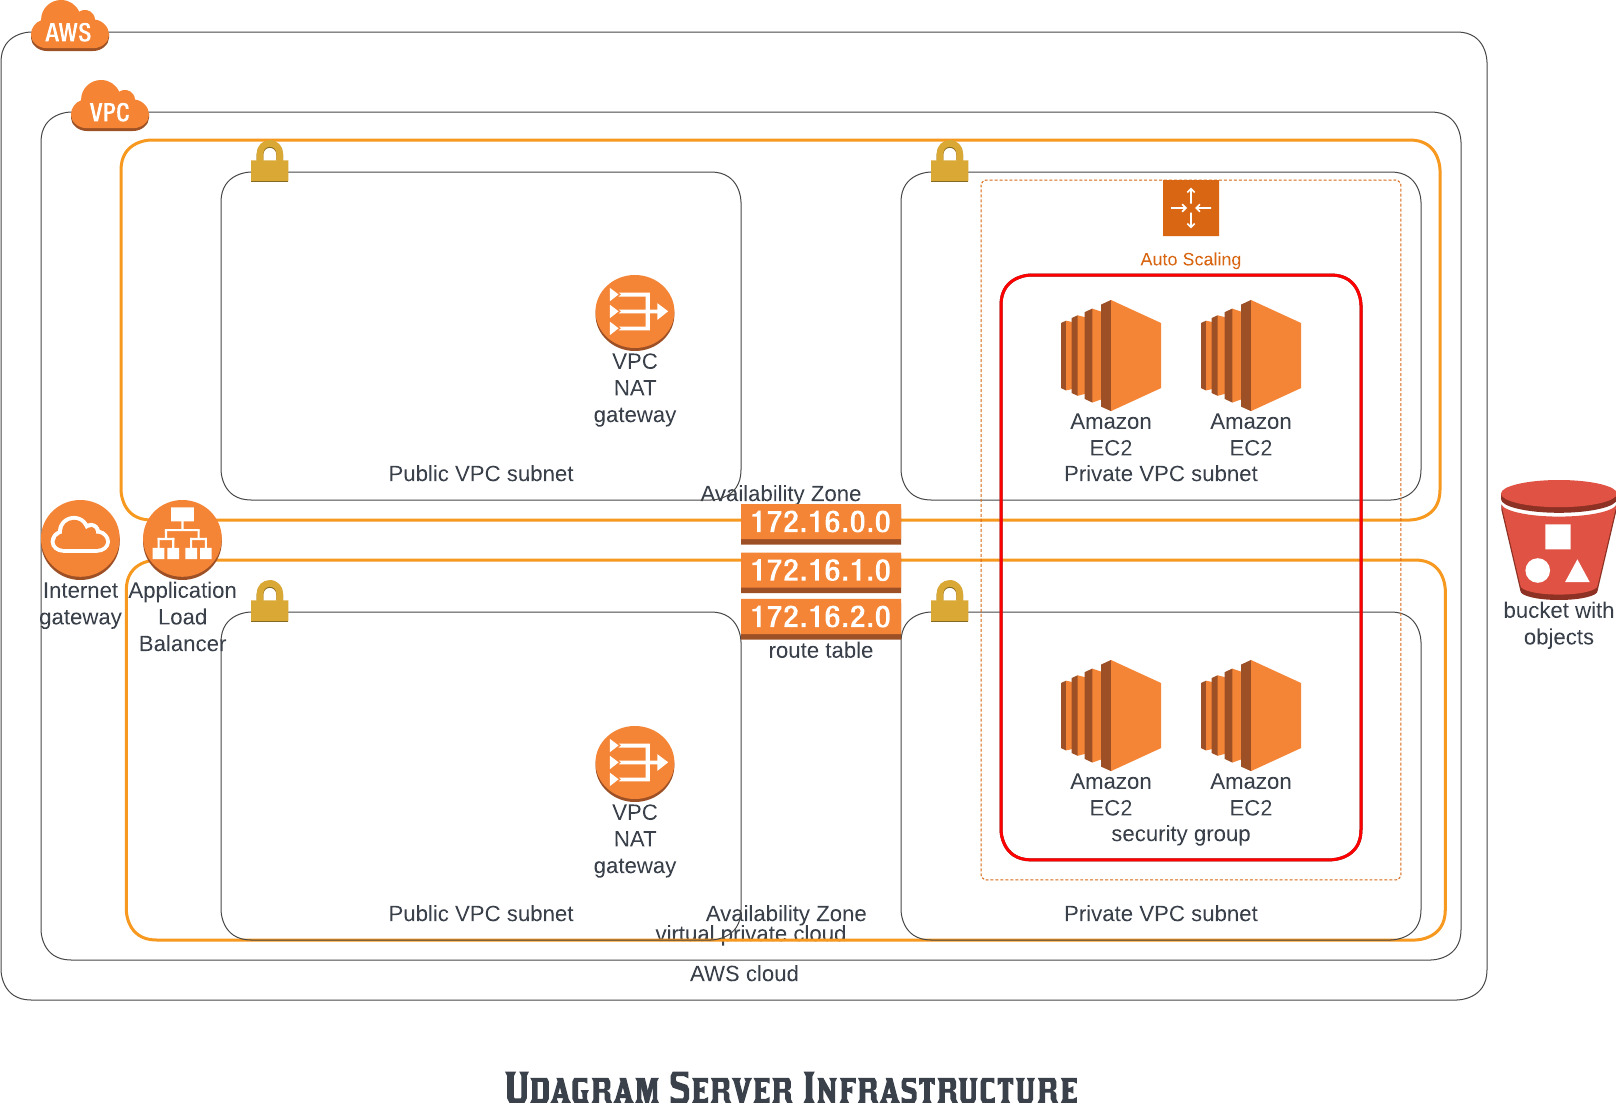 AWS
VPC
Auto Scaling
VPC
NAT
gateway
Amazon
EC2
Amazon
EC2
Public VPC subnet
Private VPC subnet
Availability Zone
172.16.0.0
172.16.1.0
172.16.2.0
route table
Internet
gateway
Application
Load
Balancer
bucket with
objects
VPC
NAT
gateway
Amazon
EC2
Amazon
EC2
security group
Public VPC subnet
Availability Zone
Private VPC subnet
virtual private cloud
AWS cloud
UDAGRAM SERVER INFRASTRUCTURE